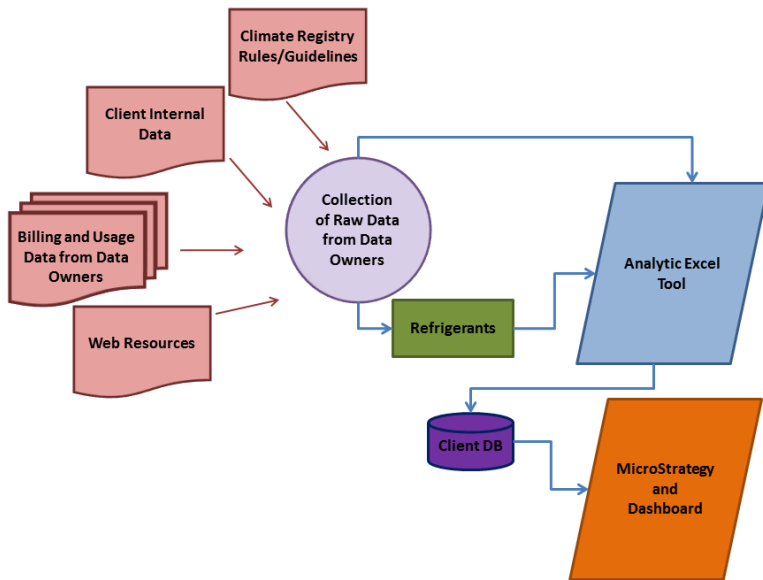 Climate Registry
Rules/Guidelines
Client Internal
Data
Billing and Usage
Data from Data
Owners
Web Resources
Collection
of Raw Data
from Data
Owners
Refrigerants
Analytic Excel
Tool
Client DB
MicroStrategy
and
Dashboard